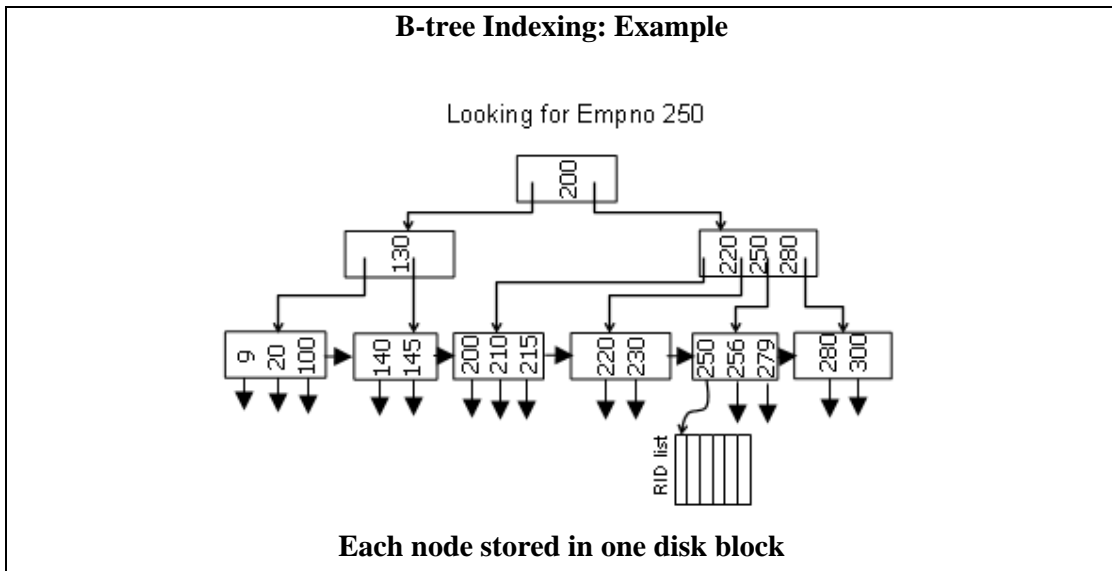 B-tree Indexing: Example
Looking for Empno 250
200
130
220 250 280
9 20 100 140 145 200 210 215 220 230 250 256 279 280 300
RID list
Each node stored in one disk block